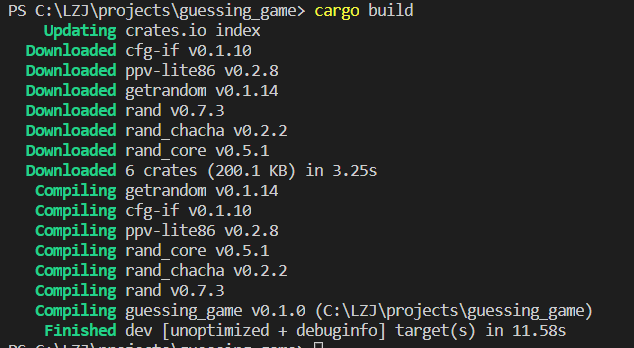 PS C:\LZJ\projects\guessing_game> cargo build
Updating crates.io index
Downloaded cfg-if v0.1.10
Downloaded ppv-lite86 v0.2.8
Downloaded getrandom v0.1.14
Downloaded rand v0.7.3
Downloaded rand_chacha v0.2.2
Downloaded rand_core v0.5.1
Downloaded 6 crates (200.1 KB) in 3.25s
Compiling getrandom v0.1.14
Compiling cfg-if v0.1.10
Compiling ppv-lite86 v0.2.8
Compiling rand_core v0.5.1
Compiling rand_chacha v0.2.2
Compiling rand v0.7.3
Compiling guessing_game v0.1.0 (C:\LZJ\projects\guessing_game)
Finished dev [unoptimized + debuginfo] target(s) in 11.58s
PS C:\LZJ\projects\guessing_game>